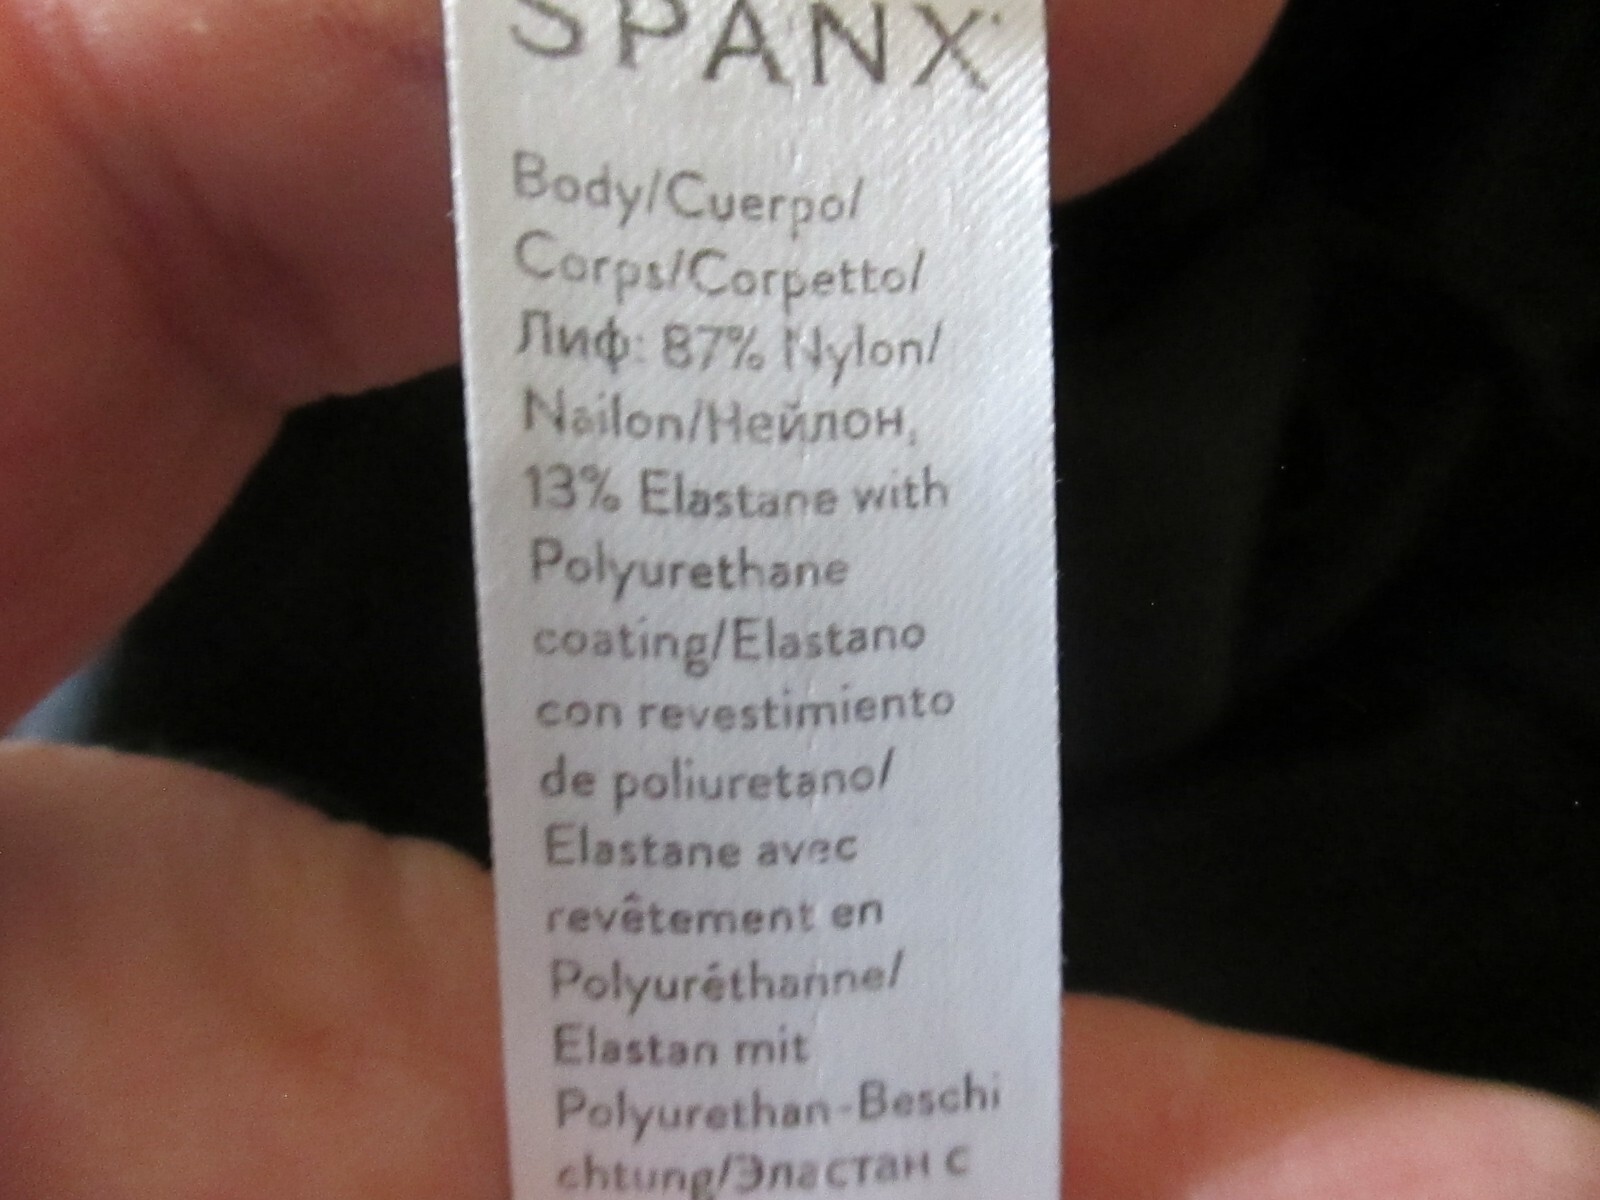 SPANX
Body/Cuerpo/
Corps/Corpetto/
Лиф: 87% Nylon/
Nailon/Нейлон,
13% Elastane with
Polyurethane
coating/Elastano
con revestimiento
de poliuretano/
Elastane avec
revêtement en
Polyuréthanne/
Elastan mit
Polyurethan-Beschi
chtung/Эластан с